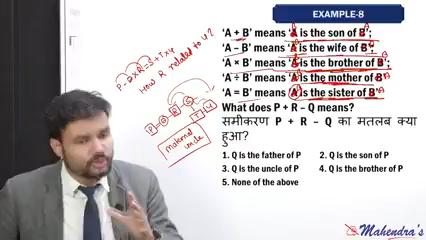 EXAMPLE-8
'A + B' means 'A is the son of B';
'A – B' means 'A is the wife of B';
'A × B' means 'A is the brother of B';
'A ÷ B' means 'A is the mother of B'
'A = B' means 'A is the sister of B'
What does P + R – Q means?
समीकरण P + R – Q का मतलब क्या
हुआ?
1. Q is the father of P 2. Q is the son of P
3. Q is the uncle of P 4. Q is the brother of P
5. None of the above
How R related to U?
maternal
uncle
Mahendra's